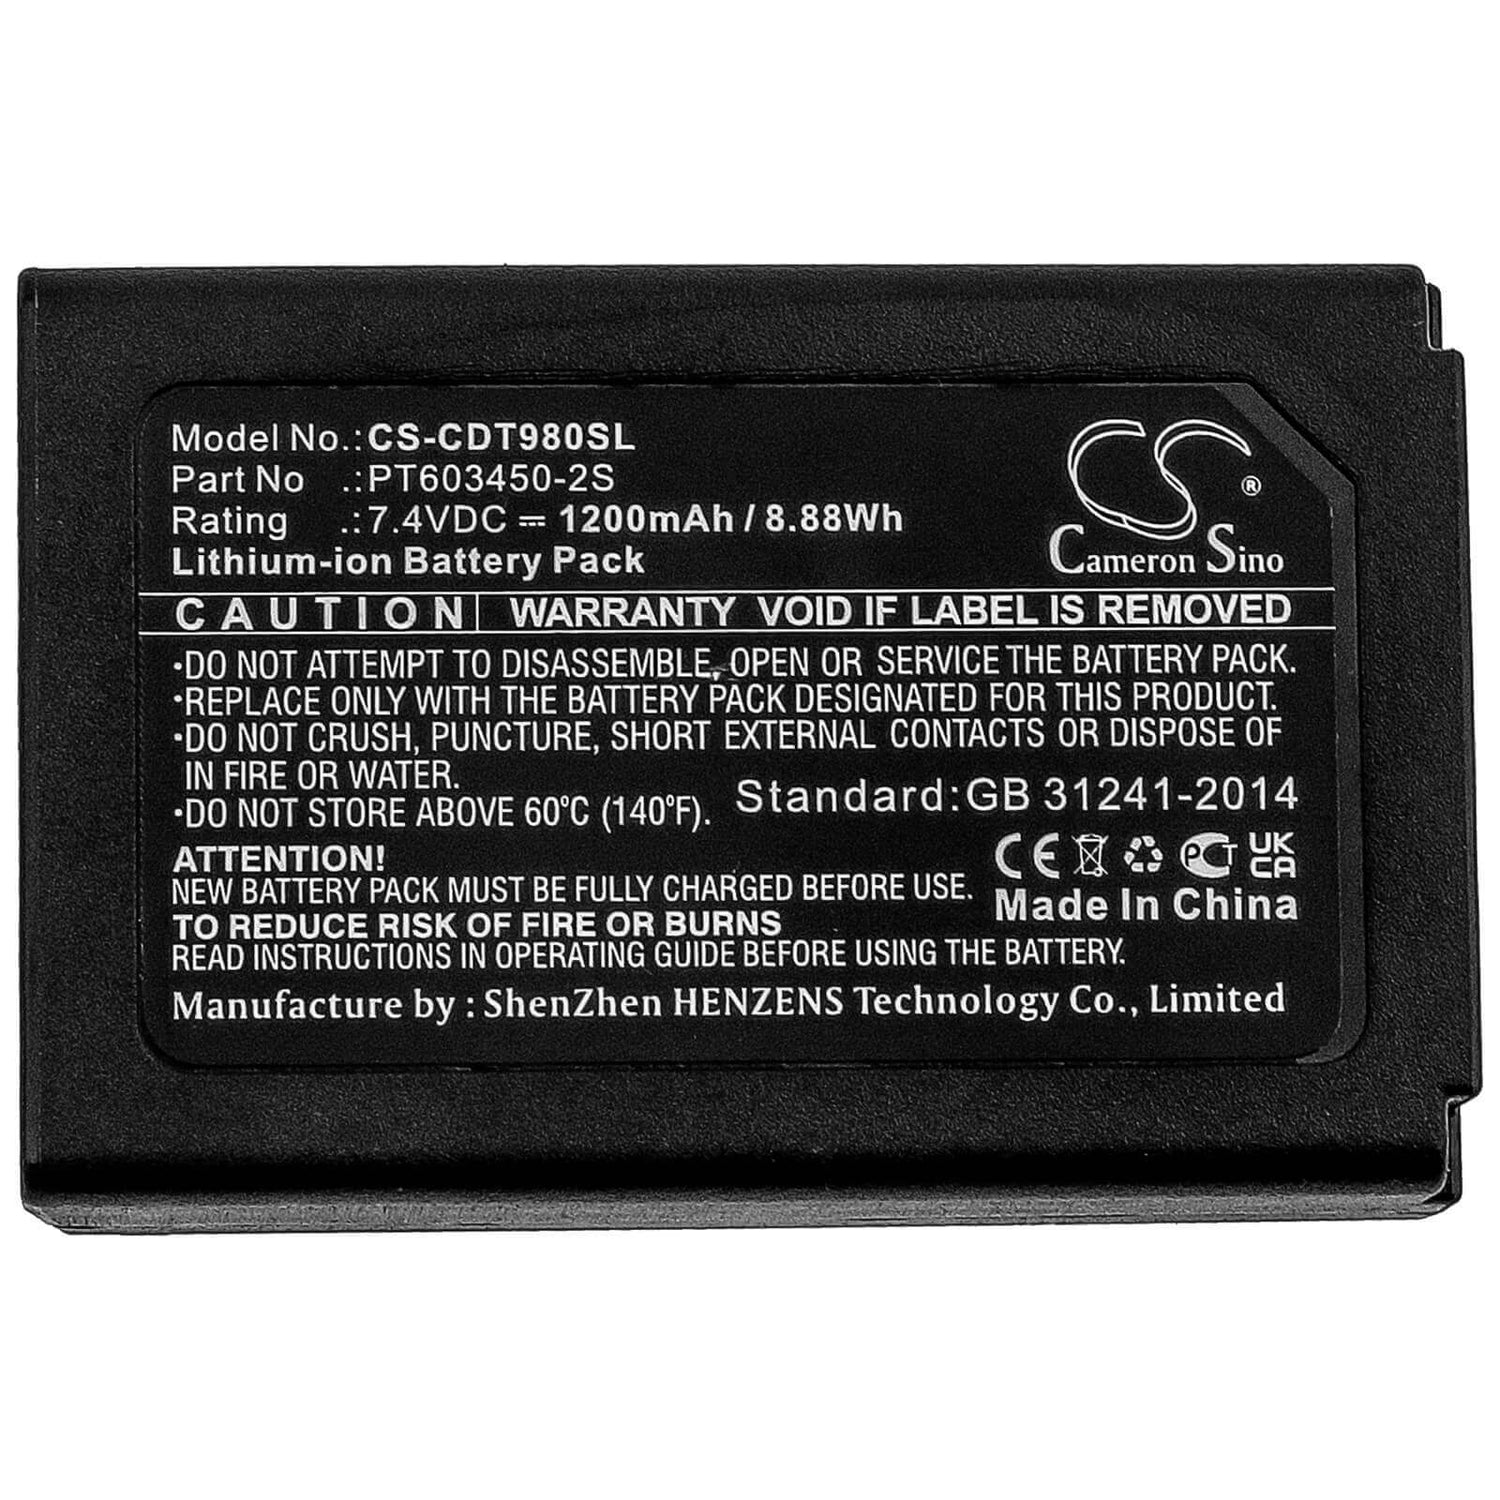 Model No.:CS-CDT980SL
Part No .:PT603450-2S
Rating .:7.4VDC ⎓ 1200mAh / 8.88Wh
Lithium-ion Battery Pack
CS ®
Cameron Sino
CAUTION WARRANTY VOID IF LABEL IS REMOVED
•DO NOT ATTEMPT TO DISASSEMBLE, OPEN OR SERVICE THE BATTERY PACK.
•REPLACE ONLY WITH THE BATTERY PACK DESIGNATED FOR THIS PRODUCT.
•DO NOT CRUSH, PUNCTURE, SHORT EXTERNAL CONTACTS OR DISPOSE OF
IN FIRE OR WATER.
•DO NOT STORE ABOVE 60°C (140°F).
Standard:GB 31241-2014
ATTENTION!
NEW BATTERY PACK MUST BE FULLY CHARGED BEFORE USE.
TO REDUCE RISK OF FIRE OR BURNS
READ INSTRUCTIONS IN OPERATING GUIDE BEFORE USING THE BATTERY.
CE PCT UK
CA
Made In China
Manufacture by : ShenZhen HENZENS Technology Co., Limited